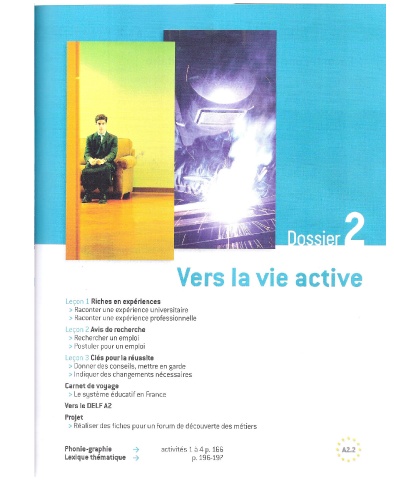 Dossier 2
Vers la vie active
Leçon 1 Riches en expériences
> Raconter une expérience universitaire
> Raconter une expérience professionnelle
Leçon 2 Avis de recherche
> Rechercher un emploi
> Postuler pour un emploi
Leçon 3 Clés pour la réussite
> Donner des conseils, mettre en garde
> Indiquer des changements nécessaires
Carnet de voyage
> Le système éducatif en France
Vers le DELF A2
Projet
> Réaliser des fiches pour un forum de découverte des métiers
Phonie-graphie → activités 1 à 4 p. 166
Lexique thématique → p. 196-197
A2.2